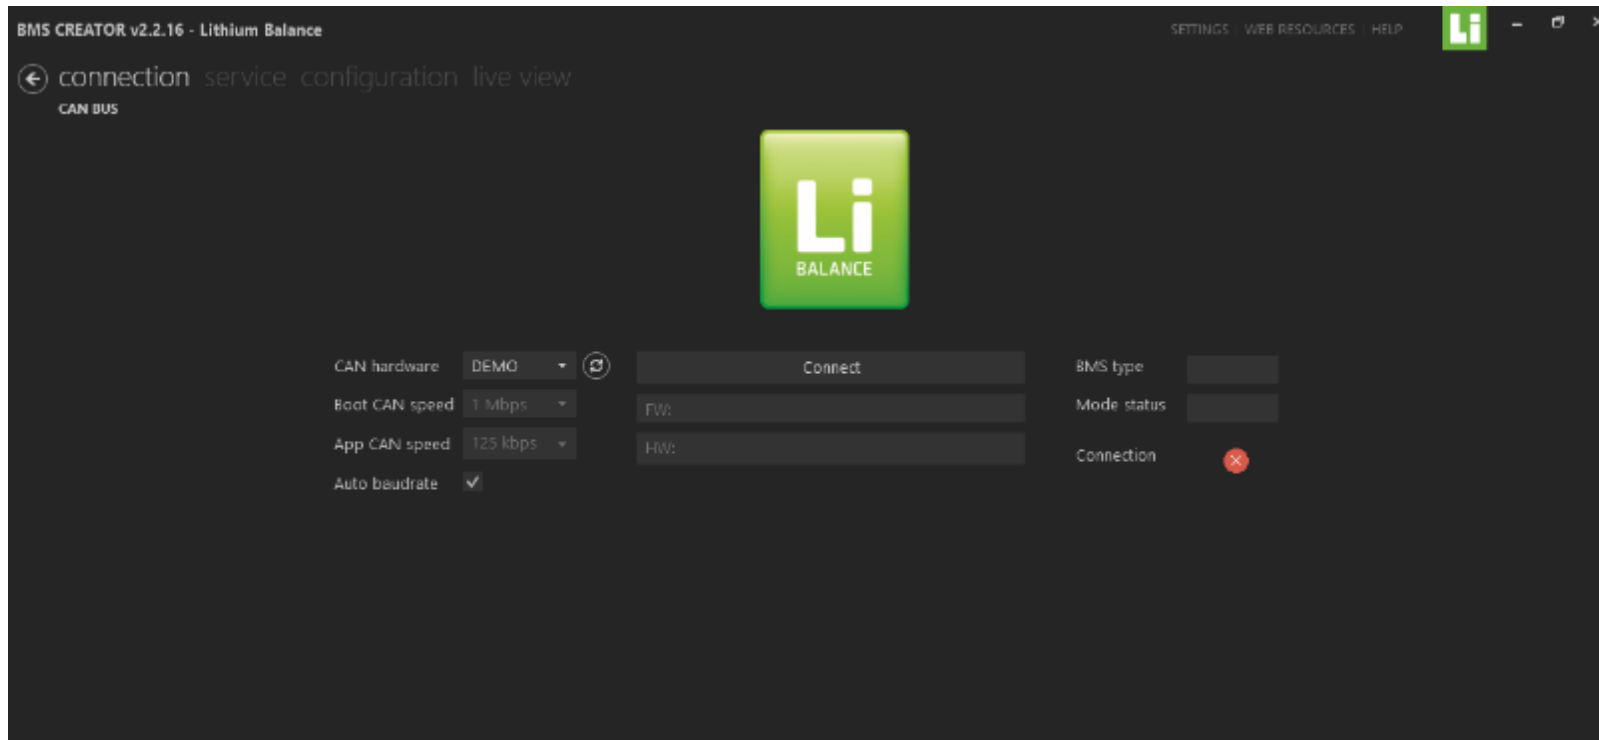 BMS CREATOR v2.2.16 - Lithium Balance
SETTINGS | WEB RESOURCES | HELP
Li
connection service configuration live view
CAN BUS
Li
BALANCE
CAN hardware DEMO Connect BMS type
Boot CAN speed 1 Mbps FW: Mode status
App CAN speed 125 kbps HW: Connection
Auto baudrate